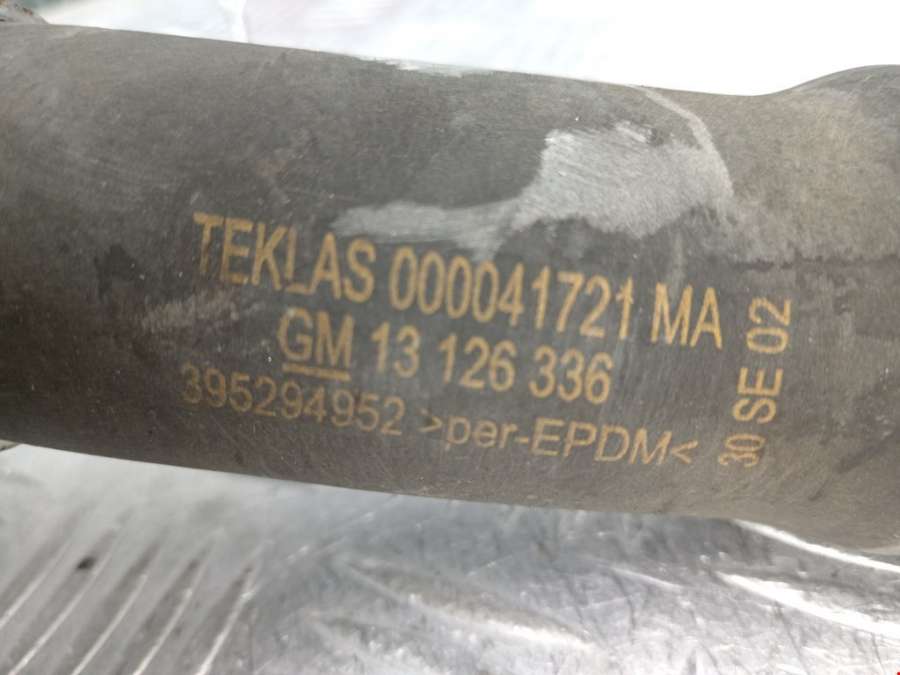 TEKLAS 000041721 MA
GM 13 126 336
395294952 >per-EPDM<
30 SE 02